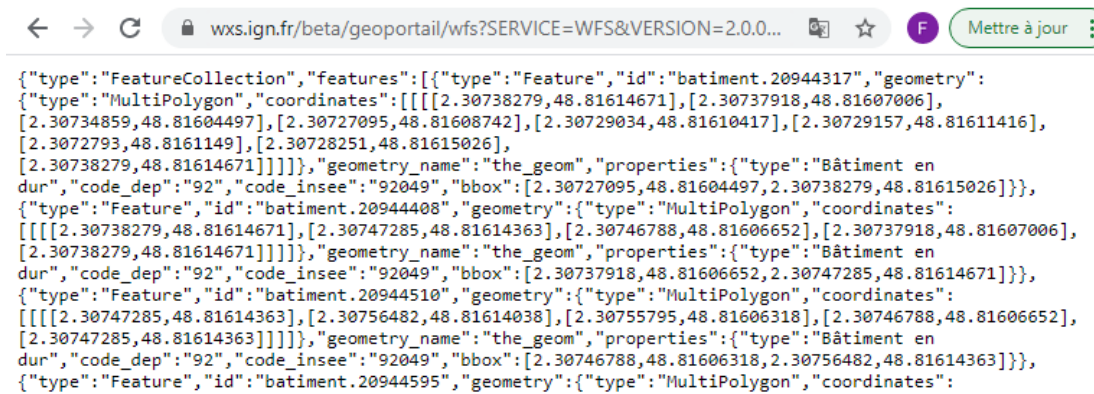 wxs.ign.fr/beta/geoportail/wfs?SERVICE=WFS&VERSION=2.0.0... F Mettre à jour
{"type":"FeatureCollection","features":[{"type":"Feature","id":"batiment.20944317","geometry":
{"type":"MultiPolygon","coordinates":[[[[2.30738279,48.81614671],[2.30737918,48.81607006],
[2.30734859,48.81604497],[2.30727095,48.81608742],[2.30729034,48.81610417],[2.30729157,48.81611416],
[2.3072793,48.8161149],[2.30728251,48.81615026],
[2.30738279,48.81614671]]]]},"geometry_name":"the_geom","properties":{"type":"Bâtiment en
dur","code_dep":"92","code_insee":"92049","bbox":[2.30727095,48.81604497,2.30738279,48.81615026]}},
{"type":"Feature","id":"batiment.20944408","geometry":{"type":"MultiPolygon","coordinates":
[[[[2.30738279,48.81614671],[2.30747285,48.81614363],[2.30746788,48.81606652],[2.30737918,48.81607006],
[2.30738279,48.81614671]]]]},"geometry_name":"the_geom","properties":{"type":"Bâtiment en
dur","code_dep":"92","code_insee":"92049","bbox":[2.30737918,48.81606652,2.30747285,48.81614671]}},
{"type":"Feature","id":"batiment.20944510","geometry":{"type":"MultiPolygon","coordinates":
[[[[2.30747285,48.81614363],[2.30756482,48.81614038],[2.30755795,48.81606318],[2.30746788,48.81606652],
[2.30747285,48.81614363]]]]},"geometry_name":"the_geom","properties":{"type":"Bâtiment en
dur","code_dep":"92","code_insee":"92049","bbox":[2.30746788,48.81606318,2.30756482,48.81614363]}},
{"type":"Feature","id":"batiment.20944595","geometry":{"type":"MultiPolygon","coordinates":